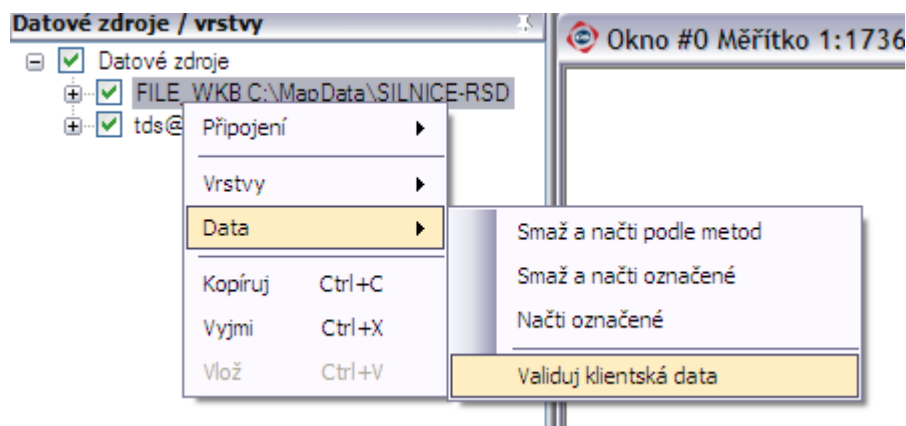 Datové zdroje / vrstvy
Okno #0 Měřítko 1:1736
Datové zdroje
FILE_WKB C:\MapData\SILNICE-RSD
tds@
Připojení
Vrstvy
Data
Kopíruj Ctrl+C
Vyjmi Ctrl+X
Vlož Ctrl+V
Smaž a načti podle metod
Smaž a načti označené
Načti označené
Validuj klientská data